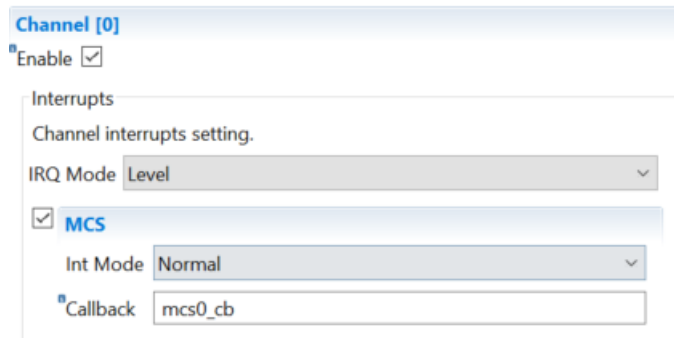 Channel [0]
Enable
Interrupts
Channel interrupts setting.
IRQ Mode Level
MCS
Int Mode Normal
Callback mcs0_cb